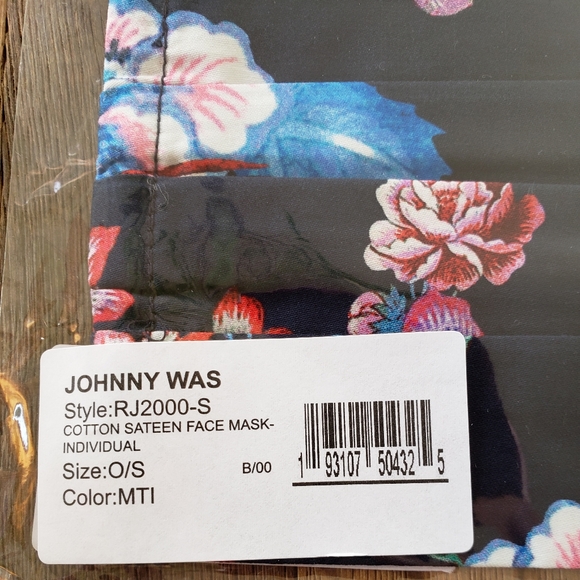 JOHNNY WAS
Style:RJ2000-S
COTTON SATEEN FACE MASK-
INDIVIDUAL
Size:O/S
B/00
Color:MTI
1 93107 50432 5